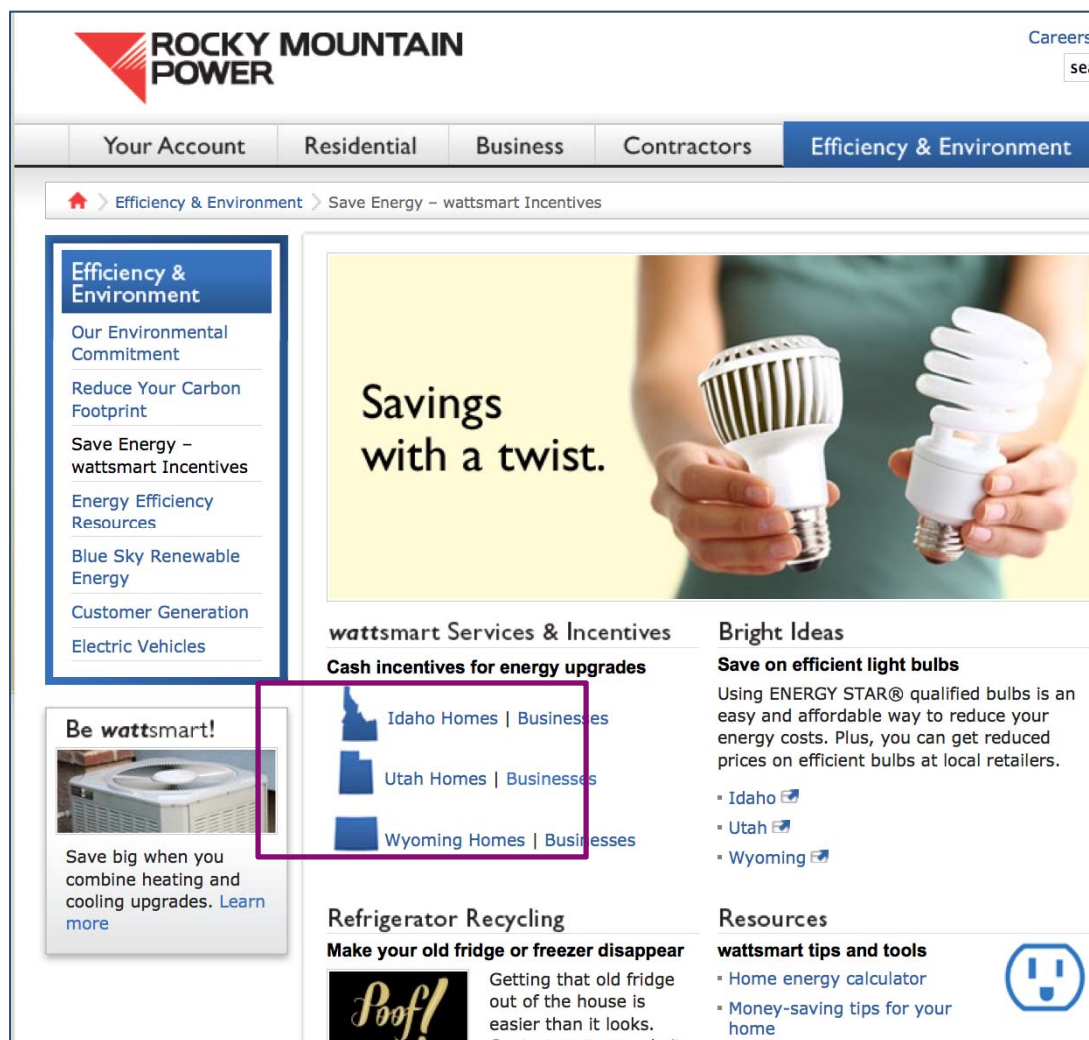 ROCKY MOUNTAIN
POWER
Careers
Your Account
Residential
Business
Contractors
Efficiency & Environment
Efficiency & Environment
Save Energy – wattsmart Incentives
Efficiency &
Environment
Our Environmental
Commitment
Reduce Your Carbon
Footprint
Save Energy –
wattsmart Incentives
Energy Efficiency
Resources
Blue Sky Renewable
Energy
Customer Generation
Electric Vehicles
Be wattsmart!
Save big when you
combine heating and
cooling upgrades. Learn
more
Savings
with a twist.
wattsmart Services & Incentives
Cash incentives for energy upgrades
Idaho Homes | Businesses
Utah Homes | Businesses
Wyoming Homes | Businesses
Bright Ideas
Save on efficient light bulbs
Using ENERGY STAR® qualified bulbs is an
easy and affordable way to reduce your
energy costs. Plus, you can get reduced
prices on efficient bulbs at local retailers.
Idaho
Utah
Wyoming
Refrigerator Recycling
Make your old fridge or freezer disappear
Poof!
Getting that old fridge
out of the house is
easier than it looks.
Resources
wattsmart tips and tools
Home energy calculator
Money-saving tips for your
home